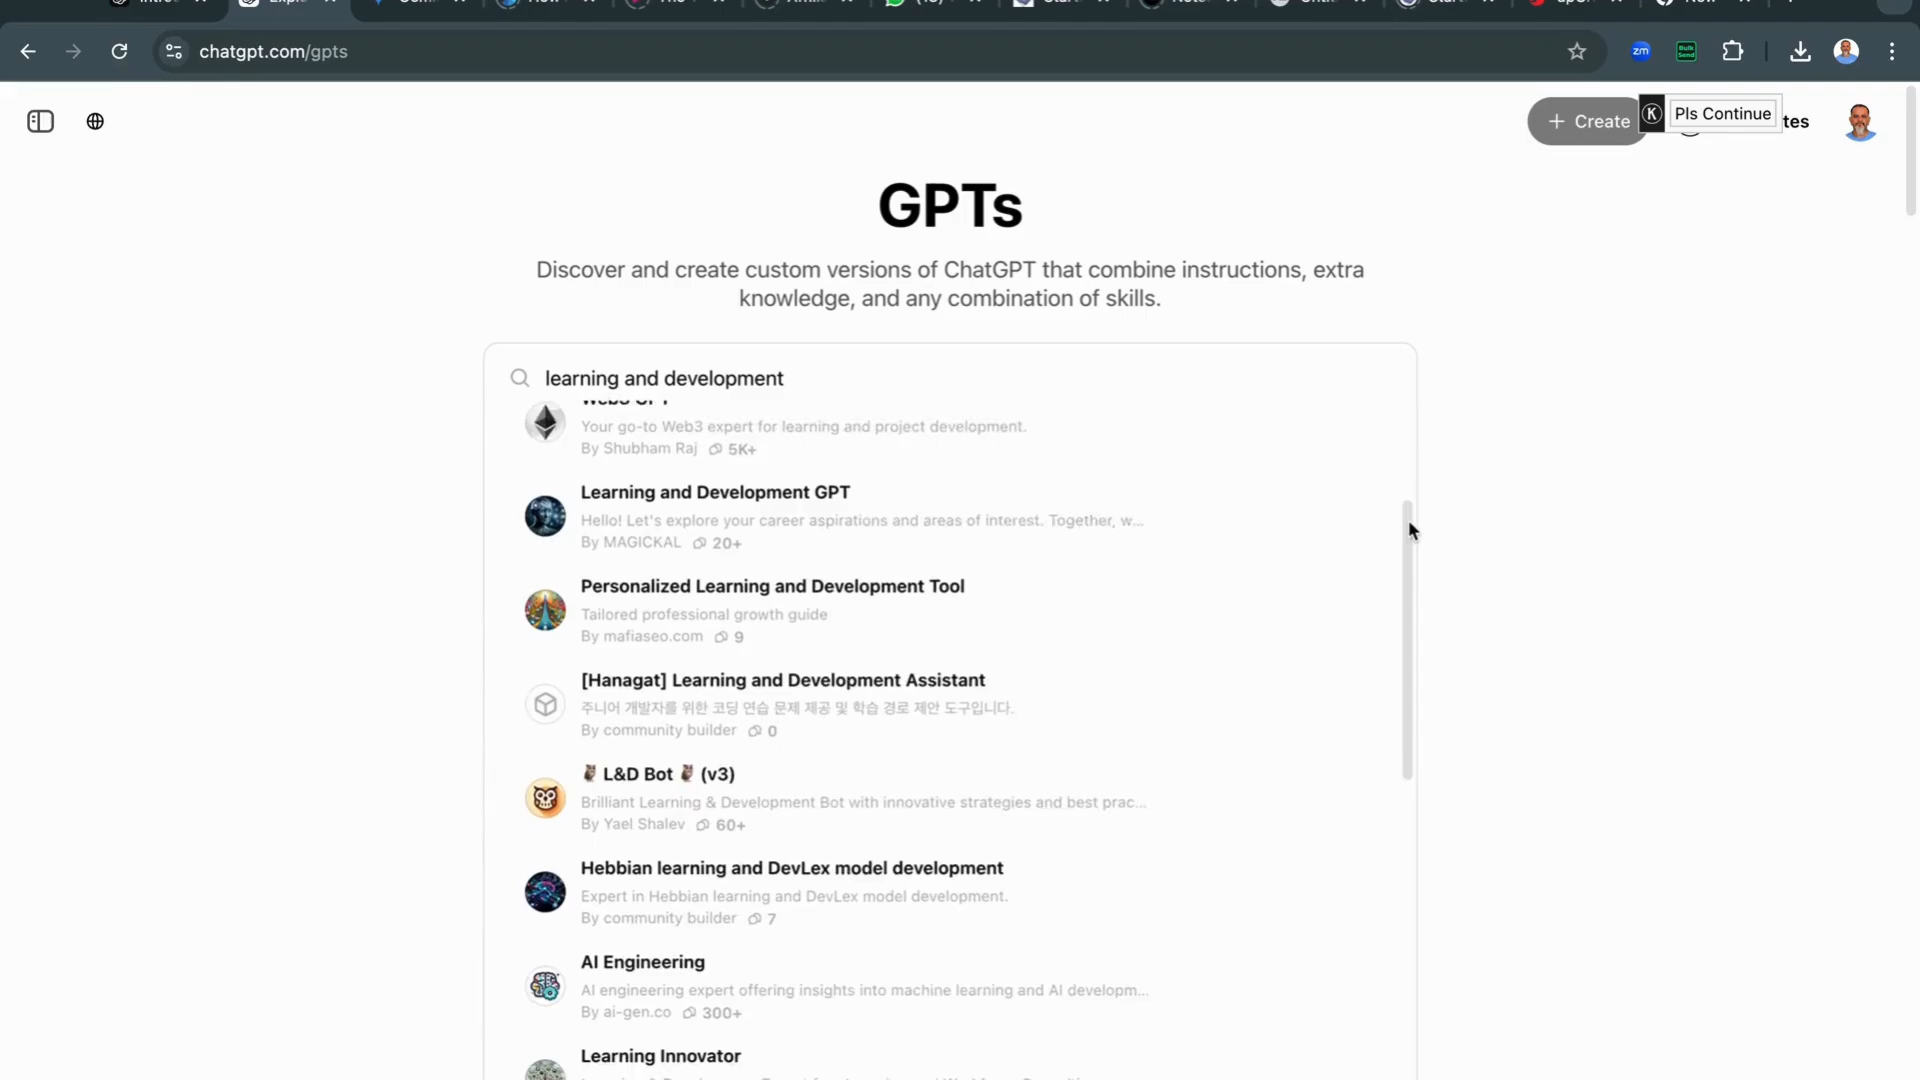 chatgpt.com/gpts
zm
Bulk Send
+ Create
K
Pls Continue
tes
GPTs
Discover and create custom versions of ChatGPT that combine instructions, extra
knowledge, and any combination of skills.
learning and development
Web3 GPT
Your go-to Web3 expert for learning and project development.
By Shubham Raj 5K+
Learning and Development GPT
Hello! Let's explore your career aspirations and areas of interest. Together, w...
By MAGICKAL 20+
Personalized Learning and Development Tool
Tailored professional growth guide
By mafiaseo.com 9
[Hanagat] Learning and Development Assistant
주니어 개발자를 위한 코딩 연습 문제 제공 및 학습 경로 제안 도구입니다.
By community builder 0
🦉 L&D Bot 🦉 (v3)
Brilliant Learning & Development Bot with innovative strategies and best prac...
By Yael Shalev 60+
Hebbian learning and DevLex model development
Expert in Hebbian learning and DevLex model development.
By community builder 7
AI Engineering
AI engineering expert offering insights into machine learning and AI developm...
By ai-gen.co 300+
Learning Innovator